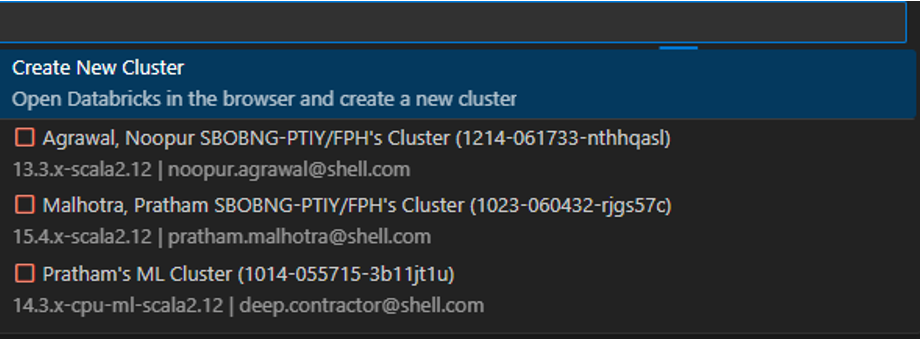 Create New Cluster
Open Databricks in the browser and create a new cluster
Agrawal, Noopur SBOBNG-PTIY/FPH's Cluster (1214-061733-nthhqasl)
13.3.x-scala2.12 | noopur.agrawal@shell.com
Malhotra, Pratham SBOBNG-PTIY/FPH's Cluster (1023-060432-rjgs57c)
15.4.x-scala2.12 | pratham.malhotra@shell.com
Pratham's ML Cluster (1014-055715-3b11jt1u)
14.3.x-cpu-ml-scala2.12 | deep.contractor@shell.com